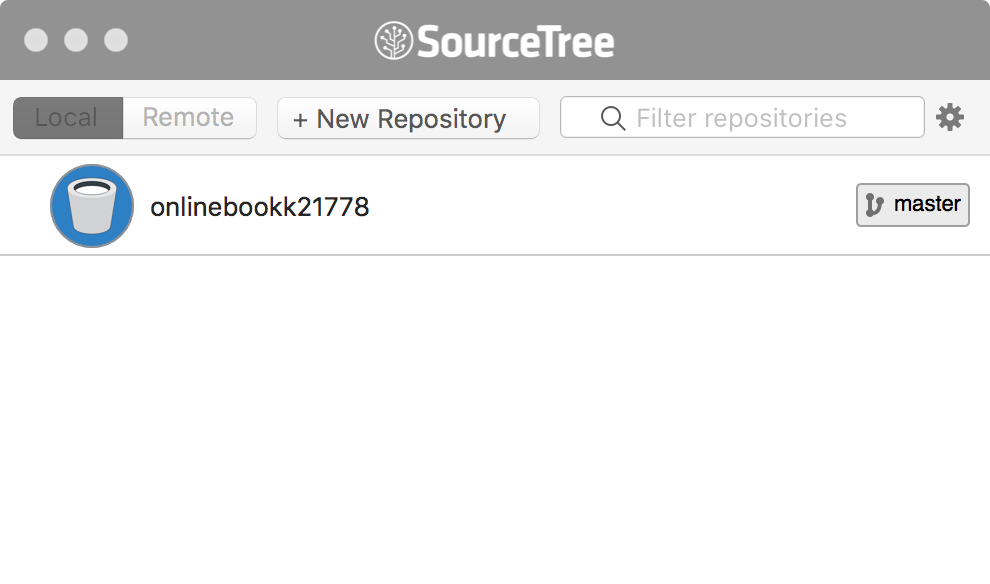 SourceTree
Local Remote + New Repository Filter repositories
onlinebookk21778 master